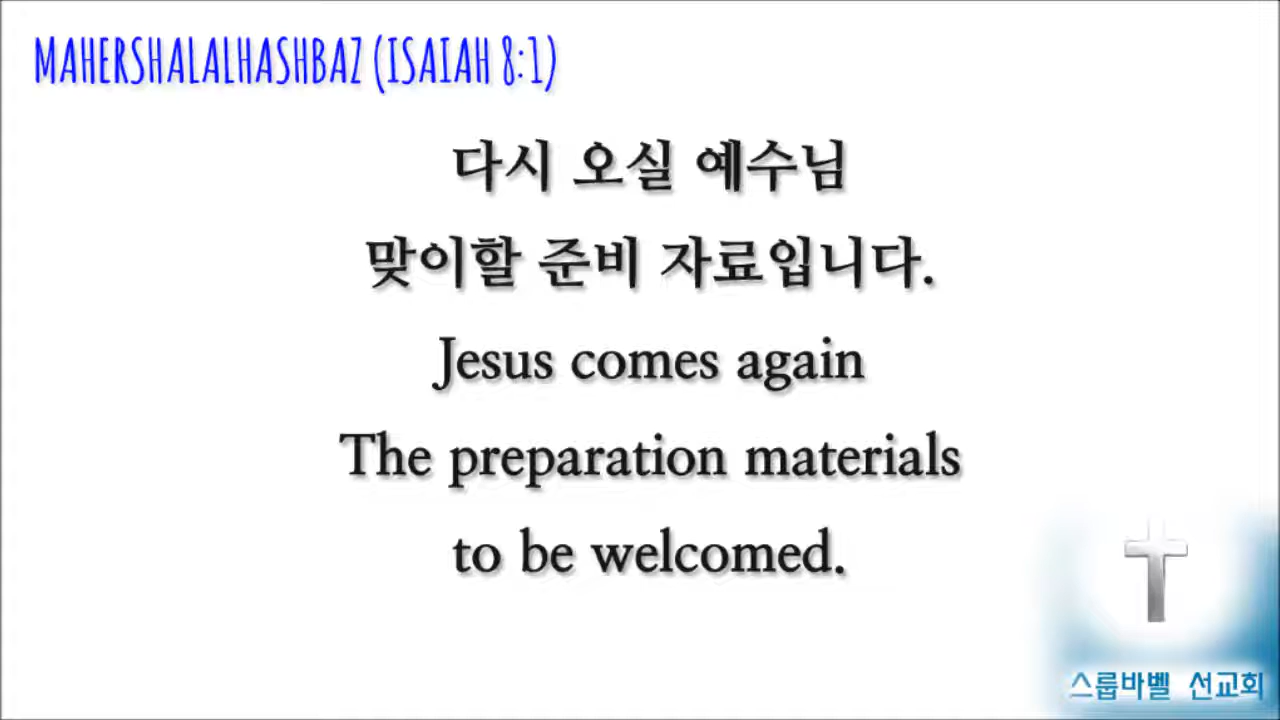 MAHERSHALALHASHBAZ (ISAIAH 8:1)
다시 오실 예수님
맞이할 준비 자료입니다.
Jesus comes again
The preparation materials
to be welcomed.
스룹바벨 선교회